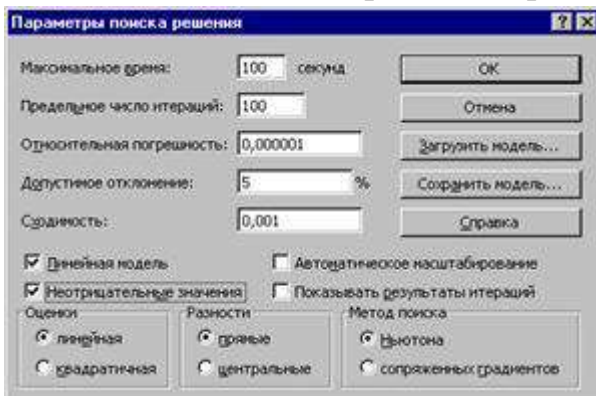 Параметры поиска решения
Максимальное время: 100 секунд ОК
Предельное число итераций: 100 Отмена
Относительная погрешность: 0,000001 Загрузить модель...
Допустимое отклонение: 5 % Сохранить модель...
Сходимость: 0,001 Справка
Линейная модель Автоматическое масштабирование
Неотрицательные значения Показывать результаты итераций
Оценки Разности Метод поиска
линейная прямые Ньютона
квадратичная центральные сопряженных градиентов